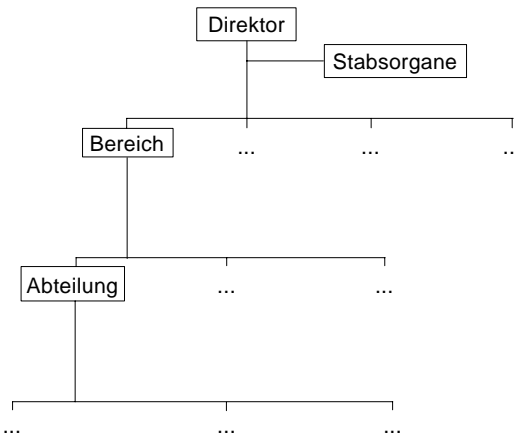 Direktor
Stabsorgane
Bereich ... ... ..
Abteilung ... ...
... ... ...